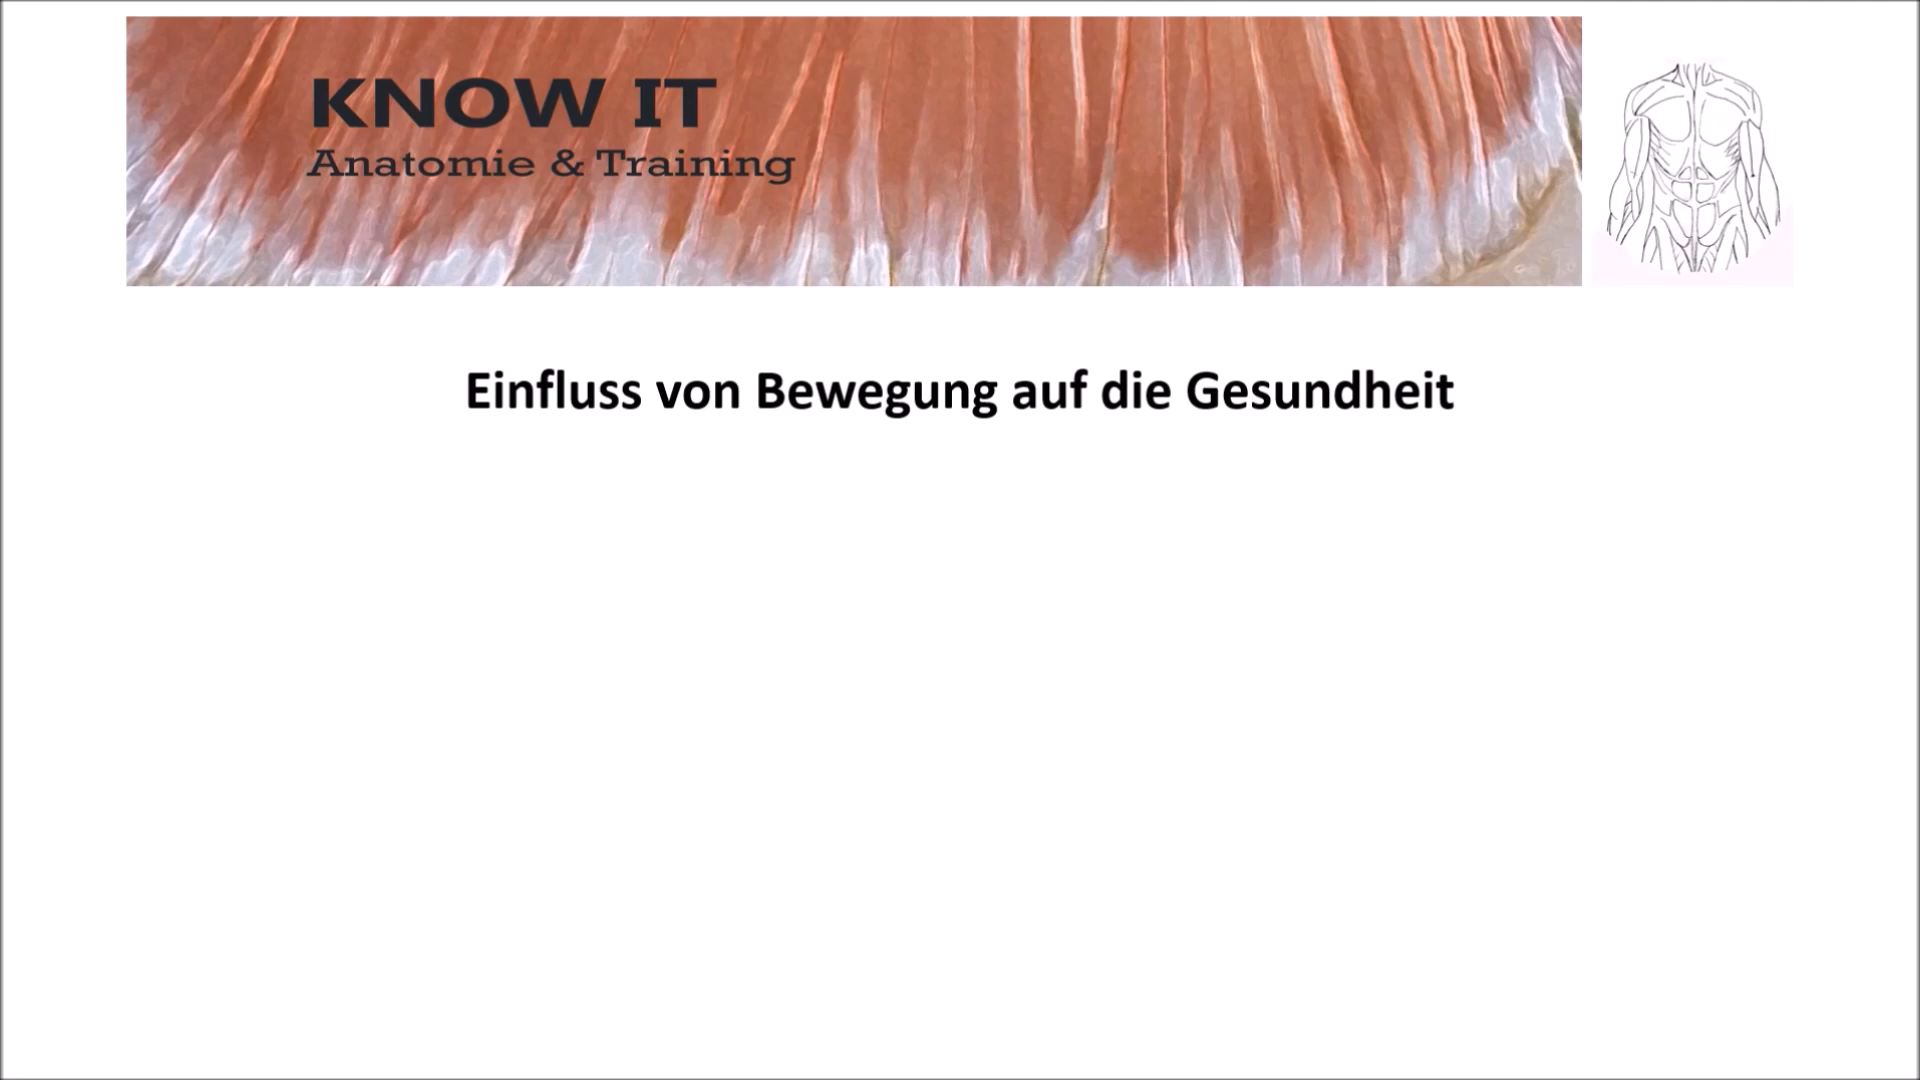 KNOW IT
Anatomie & Training
Einfluss von Bewegung auf die Gesundheit